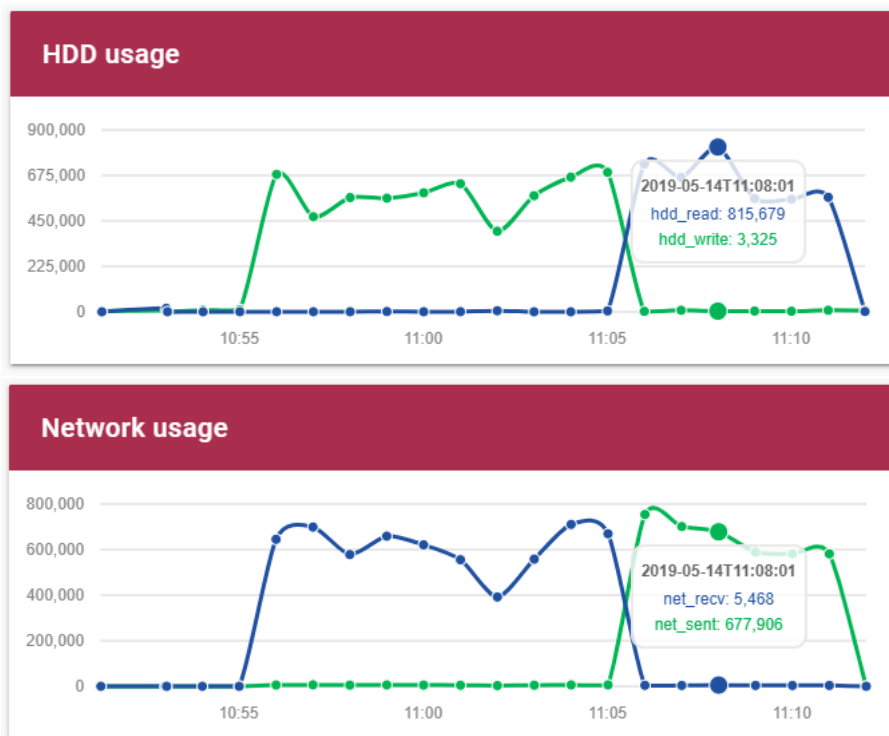 HDD usage
900,000
675,000
2019-05-14T11:08:01
hdd_read: 815,679
450,000
hdd_write: 3,325
225,000
0
10:55 11:00 11:05 11:10
Network usage
800,000
600,000
2019-05-14T11:08:01
400,000
net_recv: 5,468
net_sent: 677,906
200,000
0
10:55 11:00 11:05 11:10